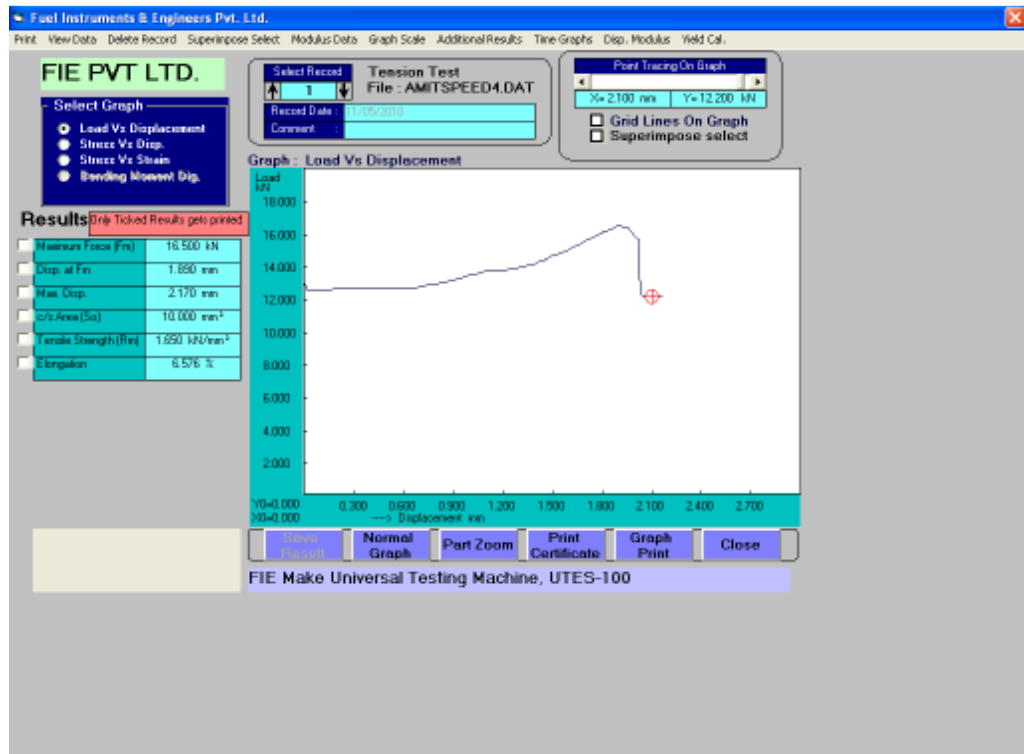 Fuel Instruments & Engineers Pvt. Ltd.
Print View Data Delete Record Superimpose Select Modulus Data Graph Scale Additional Results Time Graphs Disp. Modulus Yield Cal.
FIE PVT LTD.
Select Graph
Load Vs Displacement
Stress Vs Disp.
Stress Vs Strain
Bending Moment Dig.
Select Record
1
Tension Test
File : AMITSPEED4.DAT
Record Date : 11/05/2010
Comment :
Point Tracing On Graph
X= 2.100 mm Y= 12.200 kN
Grid Lines On Graph
Superimpose select
Results Only Ticked Results gets printed
Maximum Force (Fm) 16.500 kN
Disp. at Fm 1.890 mm
Max. Disp. 2.170 mm
c/s Area (So) 10.000 mm²
Tensile Strength (Rm) 1.650 kN/mm²
Elongation 6.576 %
Graph : Load Vs Displacement
Load
kN
18.000
16.000
14.000
12.000
10.000
8.000
6.000
4.000
2.000
Y0=0.000 0.300 0.600 0.900 1.200 1.500 1.800 2.100 2.400 2.700
X0=0.000 ---> Displacement mm
Save Result
Normal Graph
Part Zoom
Print Certificate
Graph Print
Close
FIE Make Universal Testing Machine, UTES-100